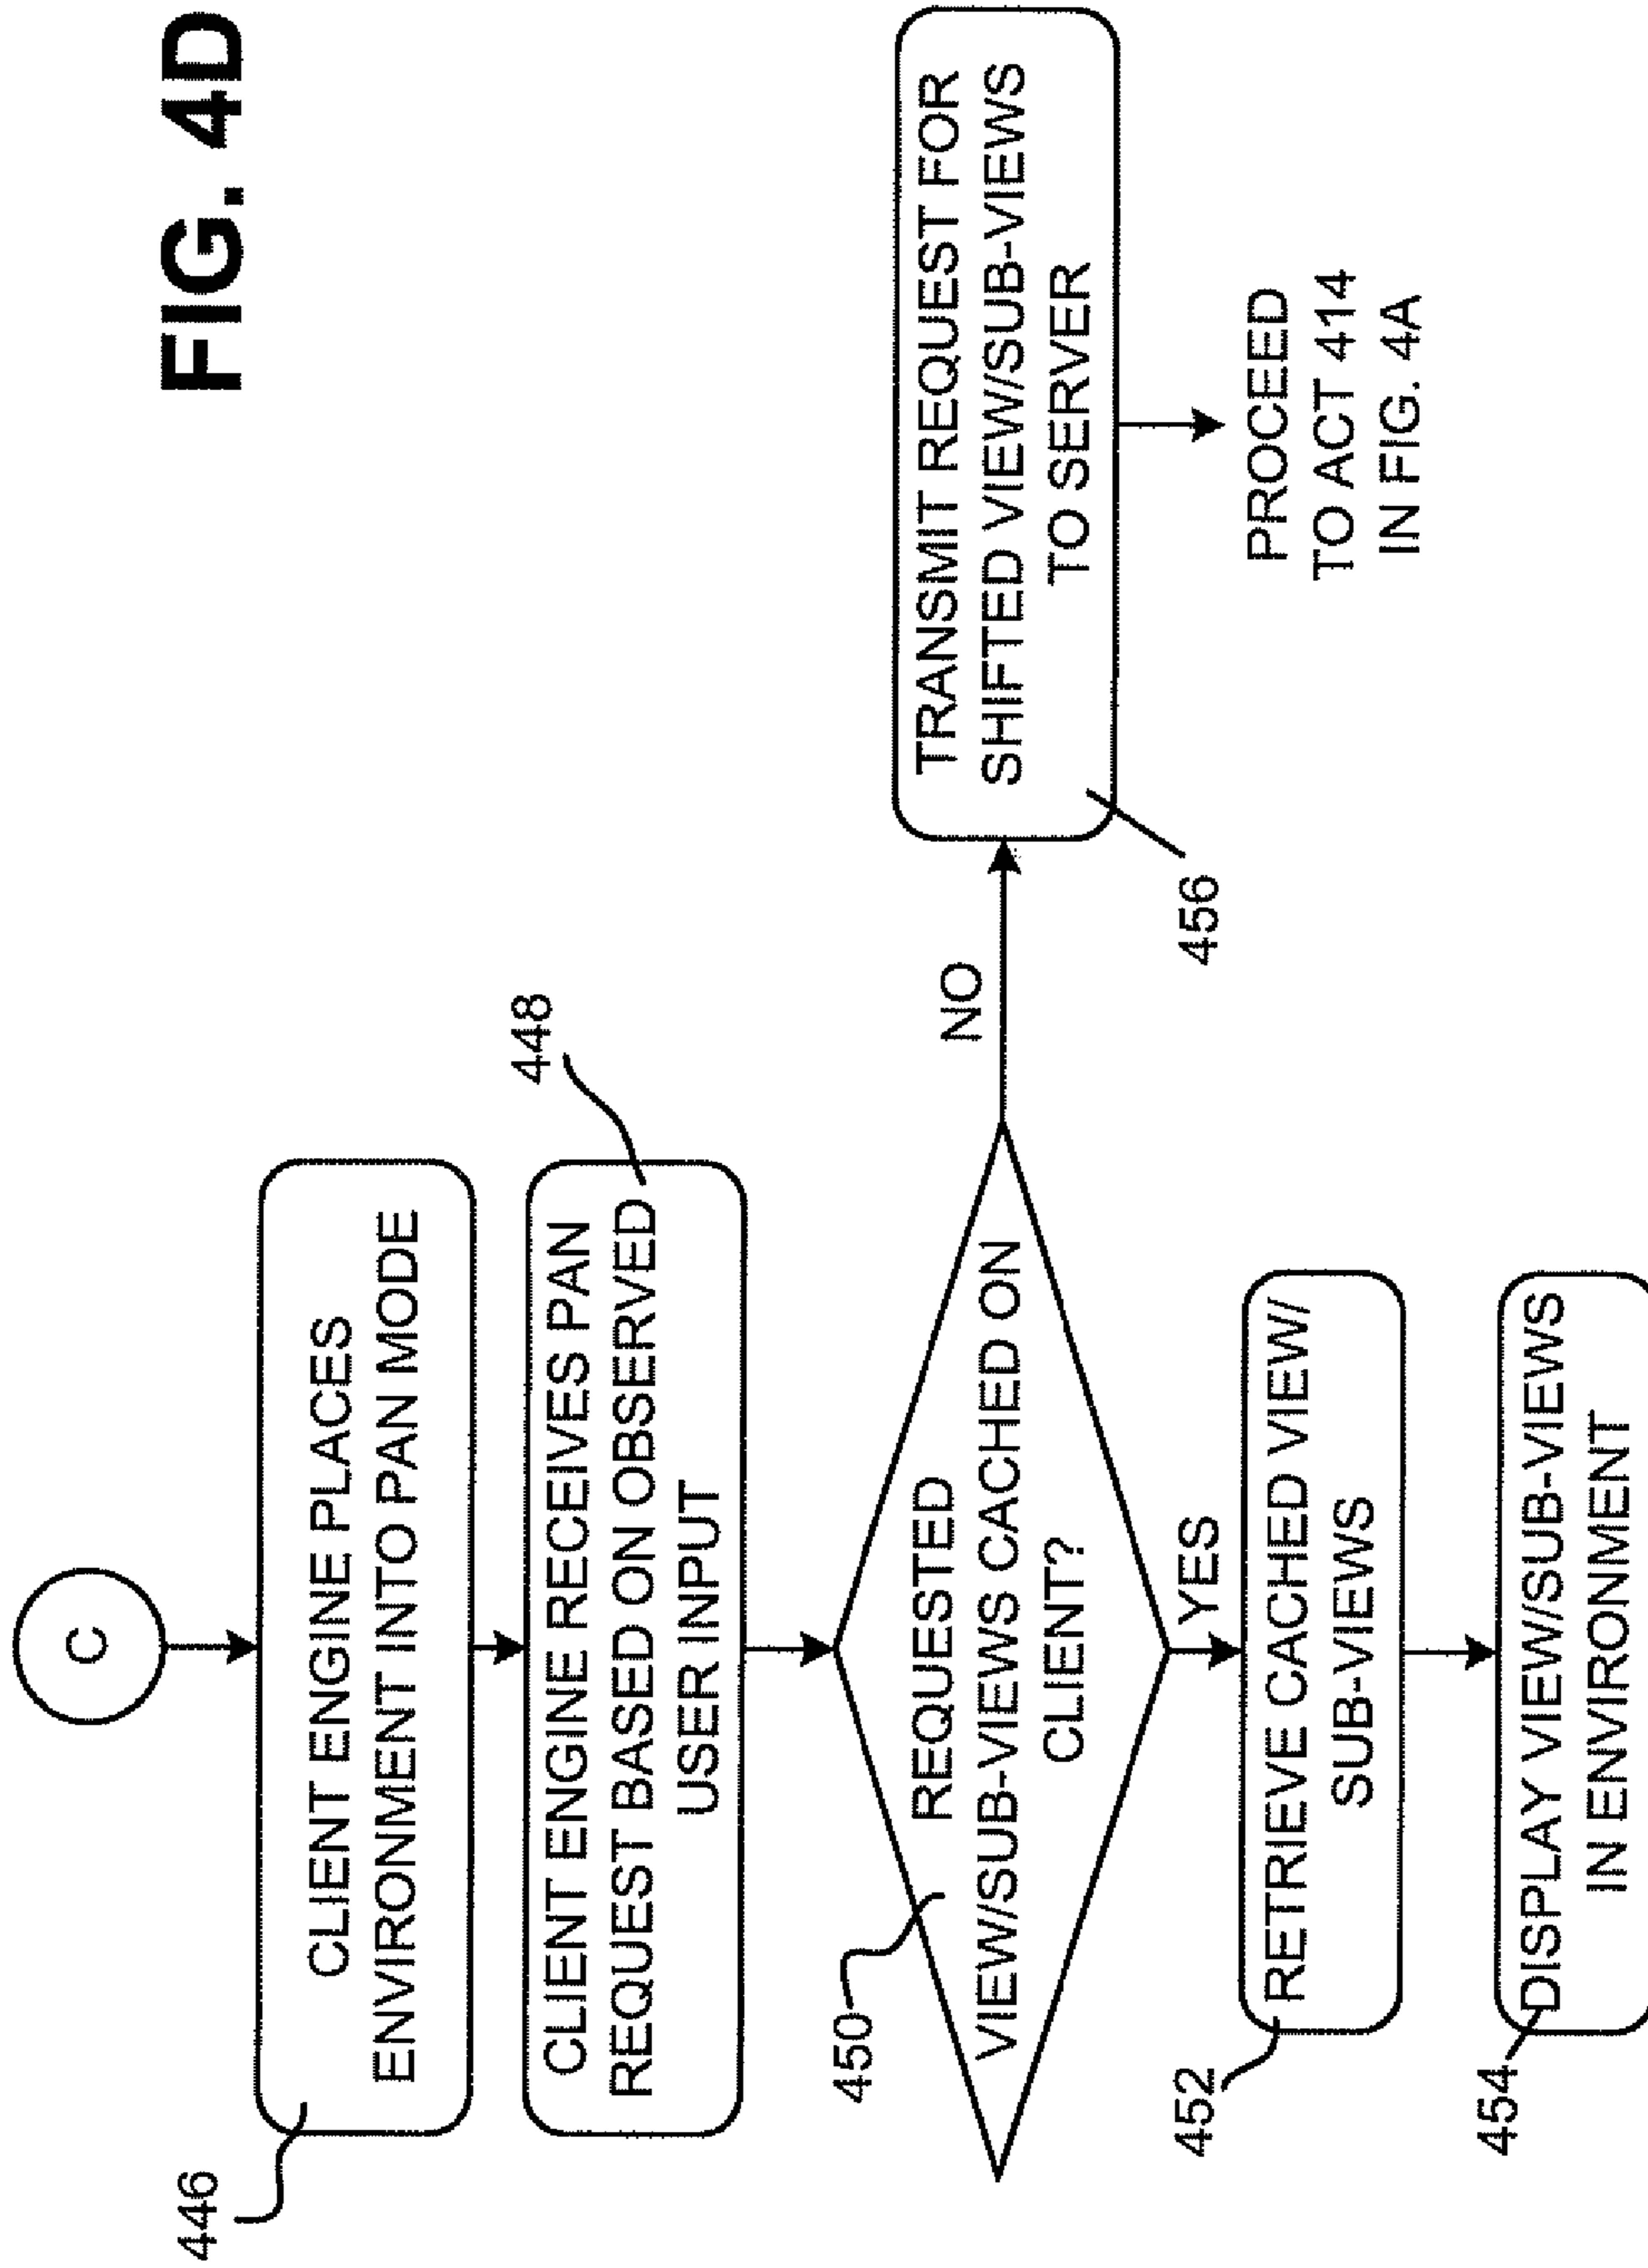 FIG. 4D
C
446
CLIENT ENGINE PLACES
ENVIRONMENT INTO PAN MODE
448
CLIENT ENGINE RECEIVES PAN
REQUEST BASED ON OBSERVED
USER INPUT
450
REQUESTED
VIEW/SUB-VIEWS CACHED ON
CLIENT?
NO
YES
456
TRANSMIT REQUEST FOR
SHIFTED VIEW/SUB-VIEWS
TO SERVER
PROCEED
TO ACT 414
IN FIG. 4A
452
RETRIEVE CACHED VIEW/
SUB-VIEWS
454
DISPLAY VIEW/SUB-VIEWS
IN ENVIRONMENT